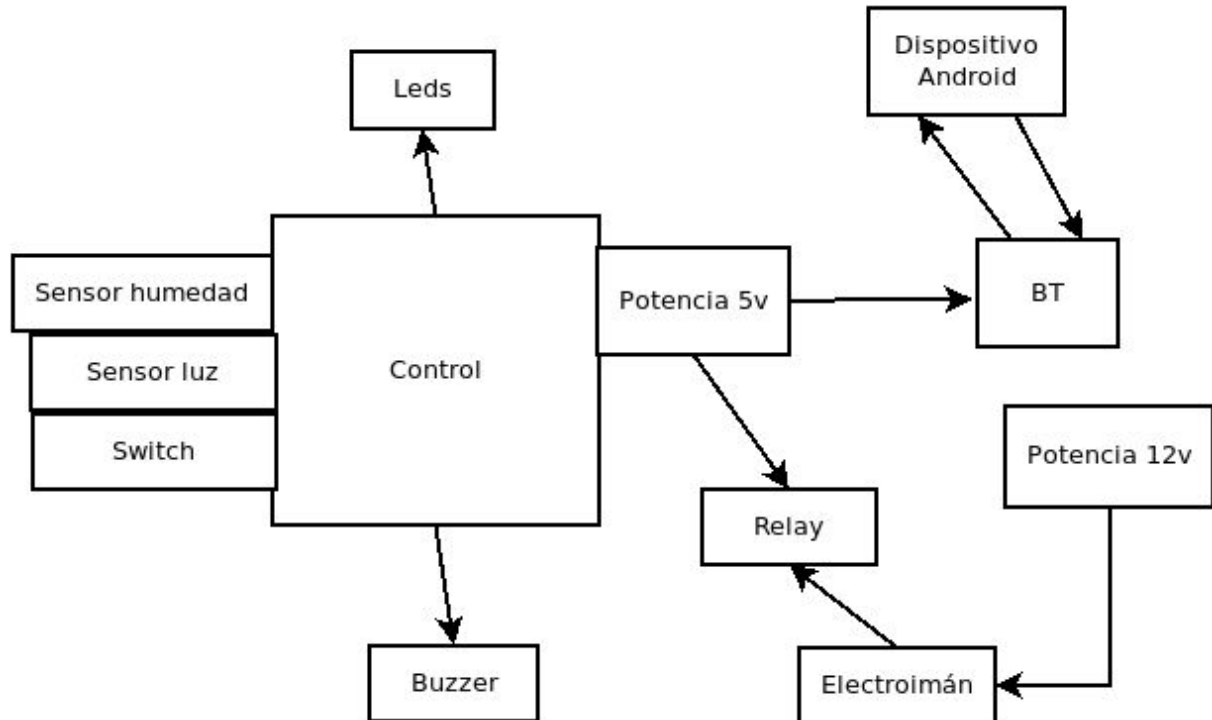 Dispositivo
Android
Leds
Sensor humedad
Potencia 5v
BT
Sensor luz
Control
Switch
Potencia 12v
Relay
Buzzer
Electroimán